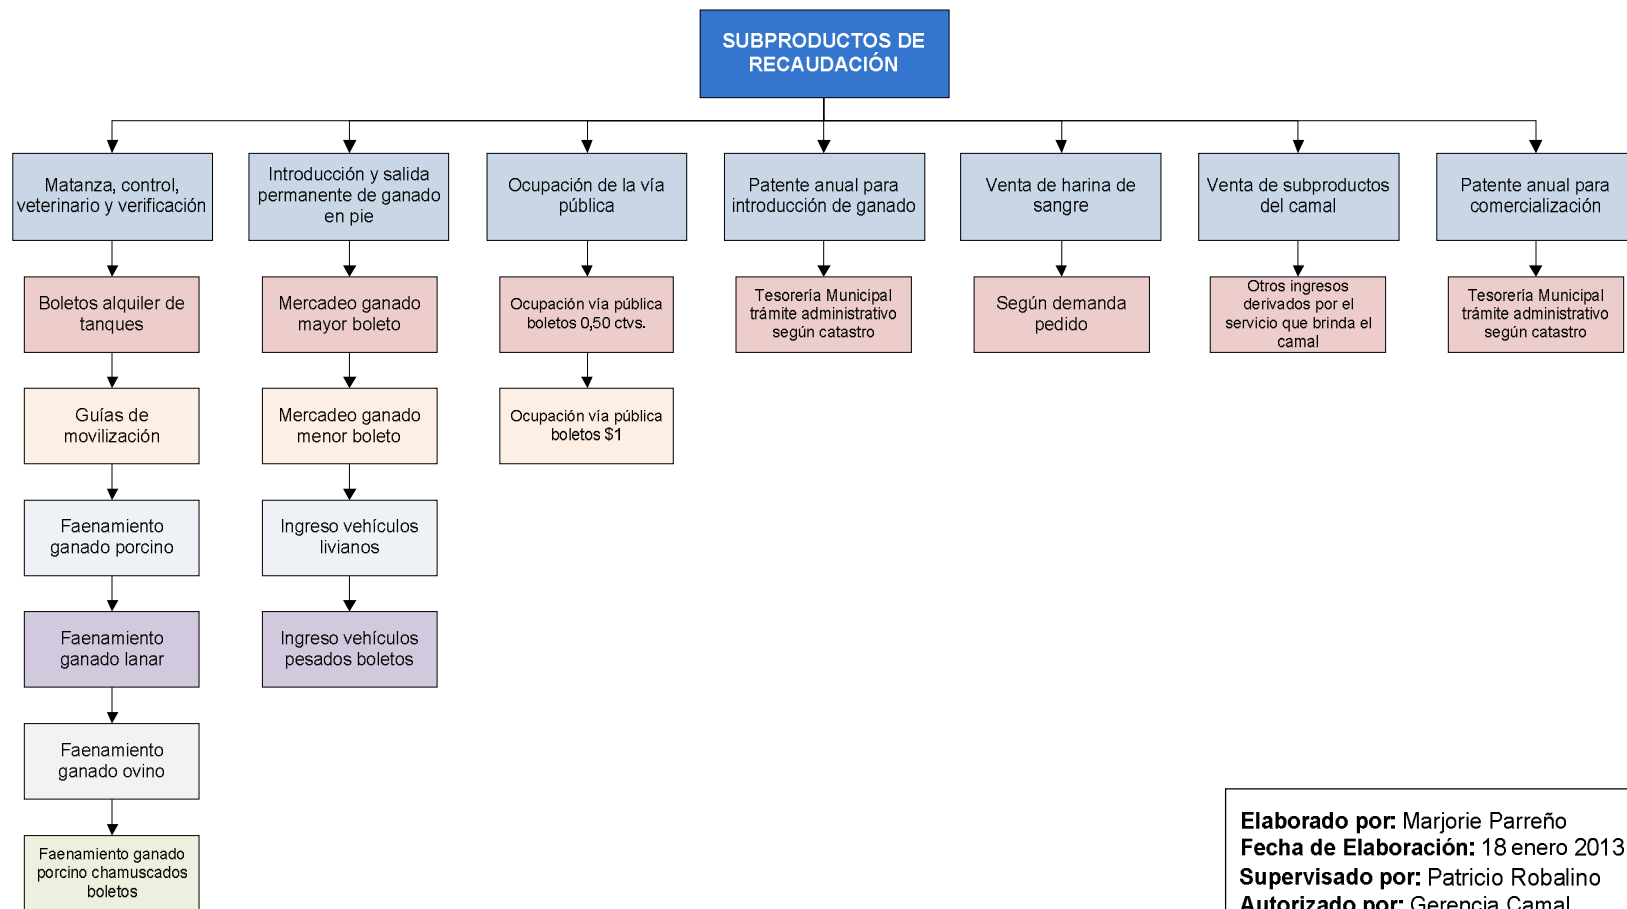 SUBPRODUCTOS DE
RECAUDACIÓN
Matanza, control,
veterinario y verificación
Introducción y salida
permanente de ganado
en pie
Ocupación de la vía
pública
Patente anual para
introducción de ganado
Venta de harina de
sangre
Venta de subproductos
del camal
Patente anual para
comercialización
Boletos alquiler de
tanques
Mercadeo ganado
mayor boleto
Ocupación vía pública
boletos 0,50 ctvs.
Tesorería Municipal
trámite administrativo
según catastro
Según demanda
pedido
Otros ingresos
derivados por el
servicio que brinda el
camal
Tesorería Municipal
trámite administrativo
según catastro
Guías de
movilización
Mercadeo ganado
menor boleto
Ocupación vía pública
boletos $1
Faenamiento
ganado porcino
Ingreso vehículos
livianos
Faenamiento
ganado lanar
Ingreso vehículos
pesados boletos
Faenamiento
ganado ovino
Faenamiento ganado
porcino chamuscados
boletos
Elaborado por: Marjorie Parreño
Fecha de Elaboración: 18 enero 2013
Supervisado por: Patricio Robalino
Autorizado por: Gerencia Camal